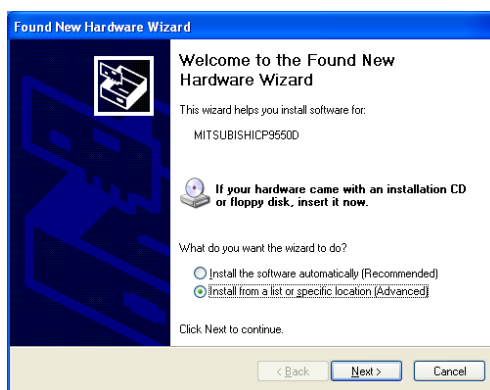 Found New Hardware Wizard
Welcome to the Found New
Hardware Wizard
This wizard helps you install software for:
MITSUBISHICP9550D
If your hardware came with an installation CD
or floppy disk, insert it now.
What do you want the wizard to do?
Install the software automatically (Recommended)
Install from a list or specific location (Advanced)
Click Next to continue.
< Back Next > Cancel